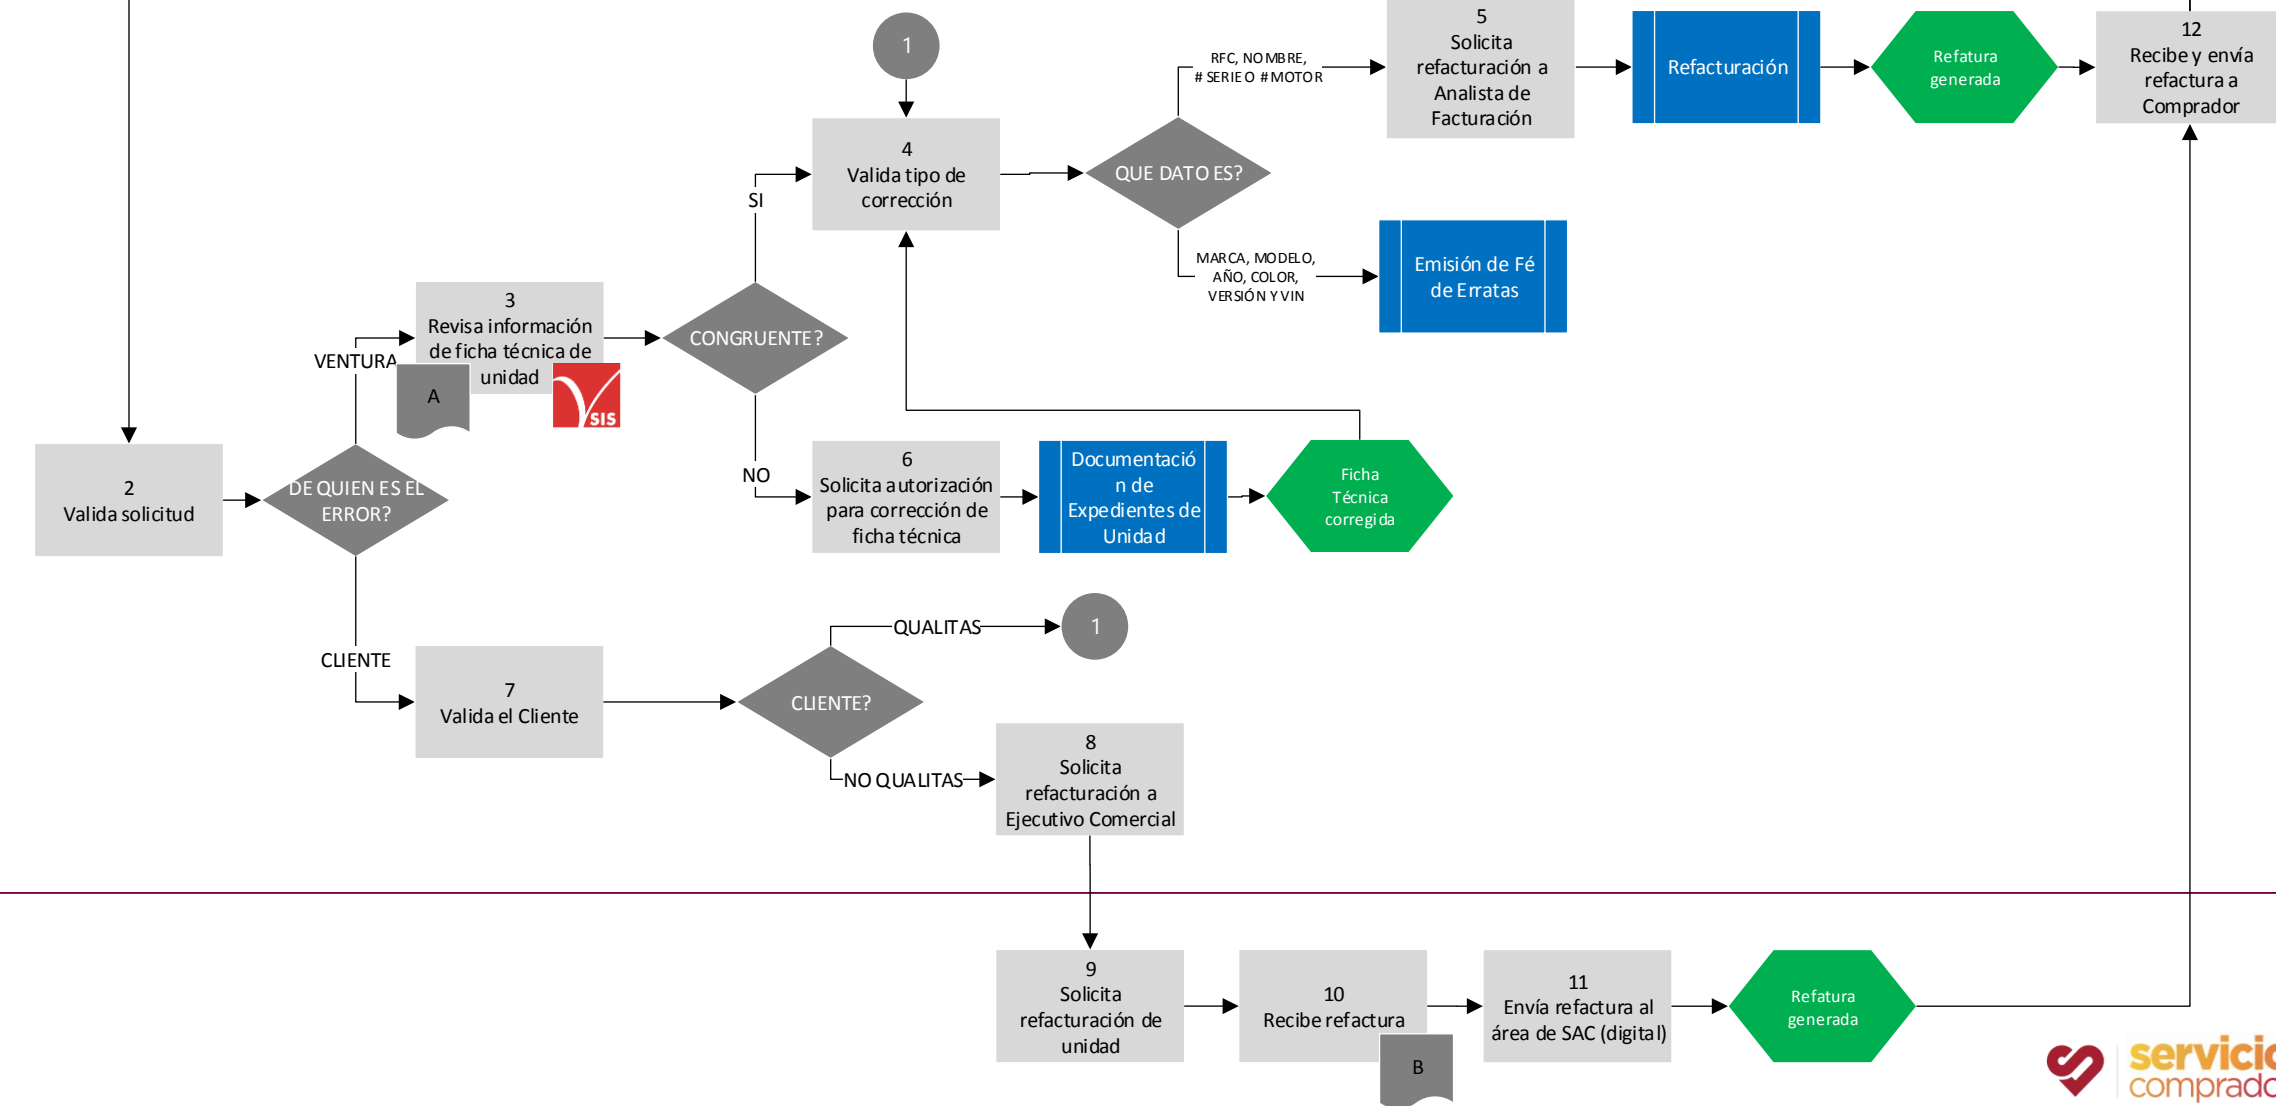 1
RFC, NOMBRE,
# SERIE O # MOTOR
5
Solicita
refacturación a
Analista de
Facturación
Refacturación
Refatura
generada
12
Recibe y envía
refactura a
Comprador
4
Valida tipo de
corrección
QUE DATO ES?
SI
MARCA, MODELO,
AÑO, COLOR,
VERSIÓN Y VIN
Emisión de Fé
de Erratas
3
Revisa información
de ficha técnica de
unidad
VENTURA
A
SIS
CONGRUENTE?
2
Valida solicitud
DE QUIEN ES EL
ERROR?
NO
6
Solicita autorización
para corrección de
ficha técnica
Documentació
n de
Expedientes de
Unidad
Ficha
Técnica
corregida
CLIENTE
7
Valida el Cliente
CLIENTE?
QUALITAS
1
NO QUALITAS
8
Solicita
refacturación a
Ejecutivo Comercial
9
Solicita
refacturación de
unidad
10
Recibe refactura
B
11
Envía refactura al
área de SAC (digital)
Refatura
generada
servicio
comprado